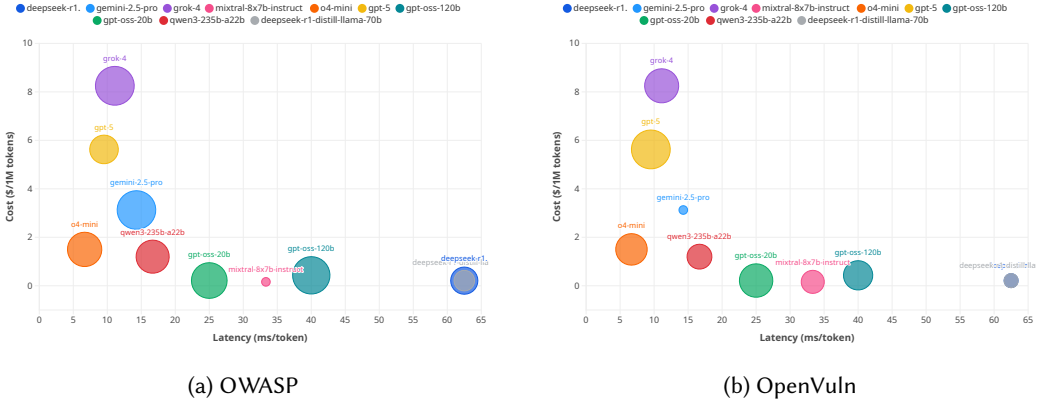 deepseek-r1. gemini-2.5-pro grok-4 mixtral-8x7b-instruct o4-mini gpt-5 gpt-oss-120b
gpt-oss-20b qwen3-235b-a22b deepseek-r1-distill-llama-70b
10
8
6
4
2
0
Cost ($/1M tokens)
grok-4
gpt-5
gemini-2.5-pro
o4-mini
qwen3-235b-a22b
gpt-oss-20b
mixtral-8x7b-instruct
gpt-oss-120b
deepseek-r1.
0 5 10 15 20 25 30 35 40 45 50 55 60 65
Latency (ms/token)
(a) OWASP
deepseek-r1. gemini-2.5-pro grok-4 mixtral-8x7b-instruct o4-mini gpt-5 gpt-oss-120b
gpt-oss-20b qwen3-235b-a22b deepseek-r1-distill-llama-70b
10
8
6
4
2
0
Cost ($/1M tokens)
grok-4
gpt-5
gemini-2.5-pro
o4-mini
qwen3-235b-a22b
gpt-oss-20b
mixtral-8x7b-instruct
gpt-oss-120b
0 5 10 15 20 25 30 35 40 45 50 55 60 65
Latency (ms/token)
(b) OpenVuln